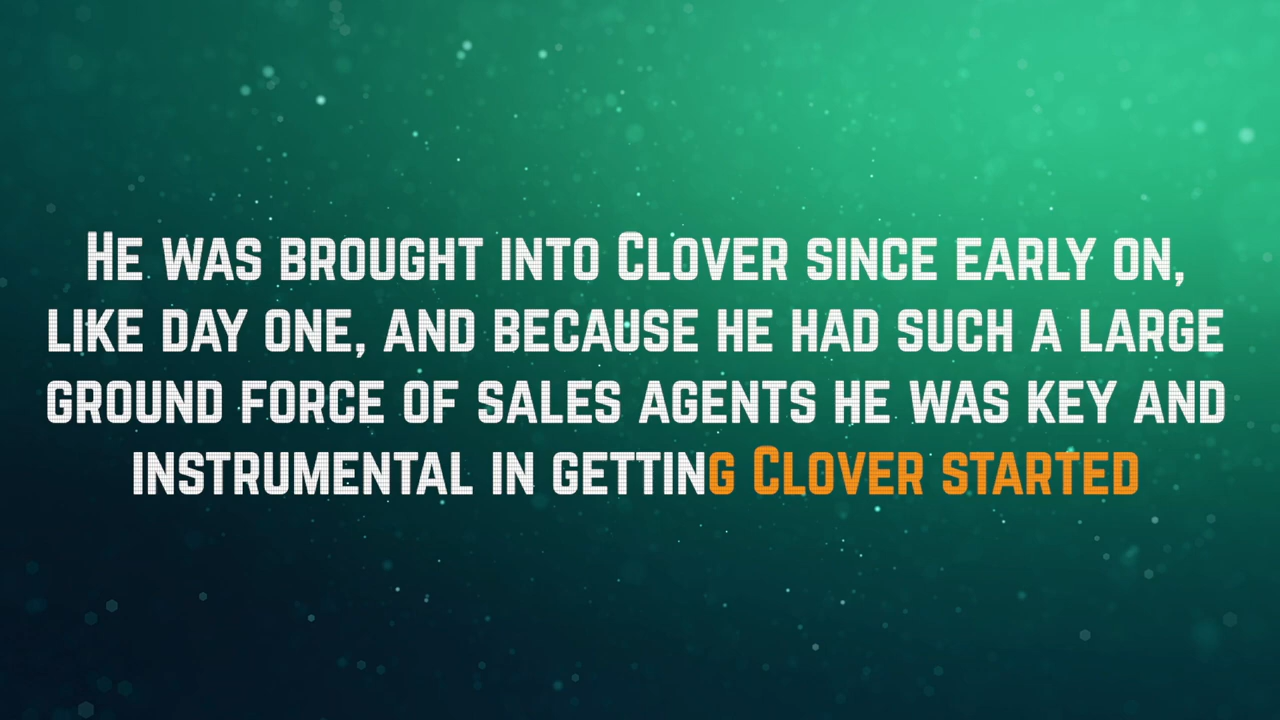 He was brought into Clover since early on,
like day one, and because he had such a large
ground force of sales agents he was key and
instrumental in getting Clover started